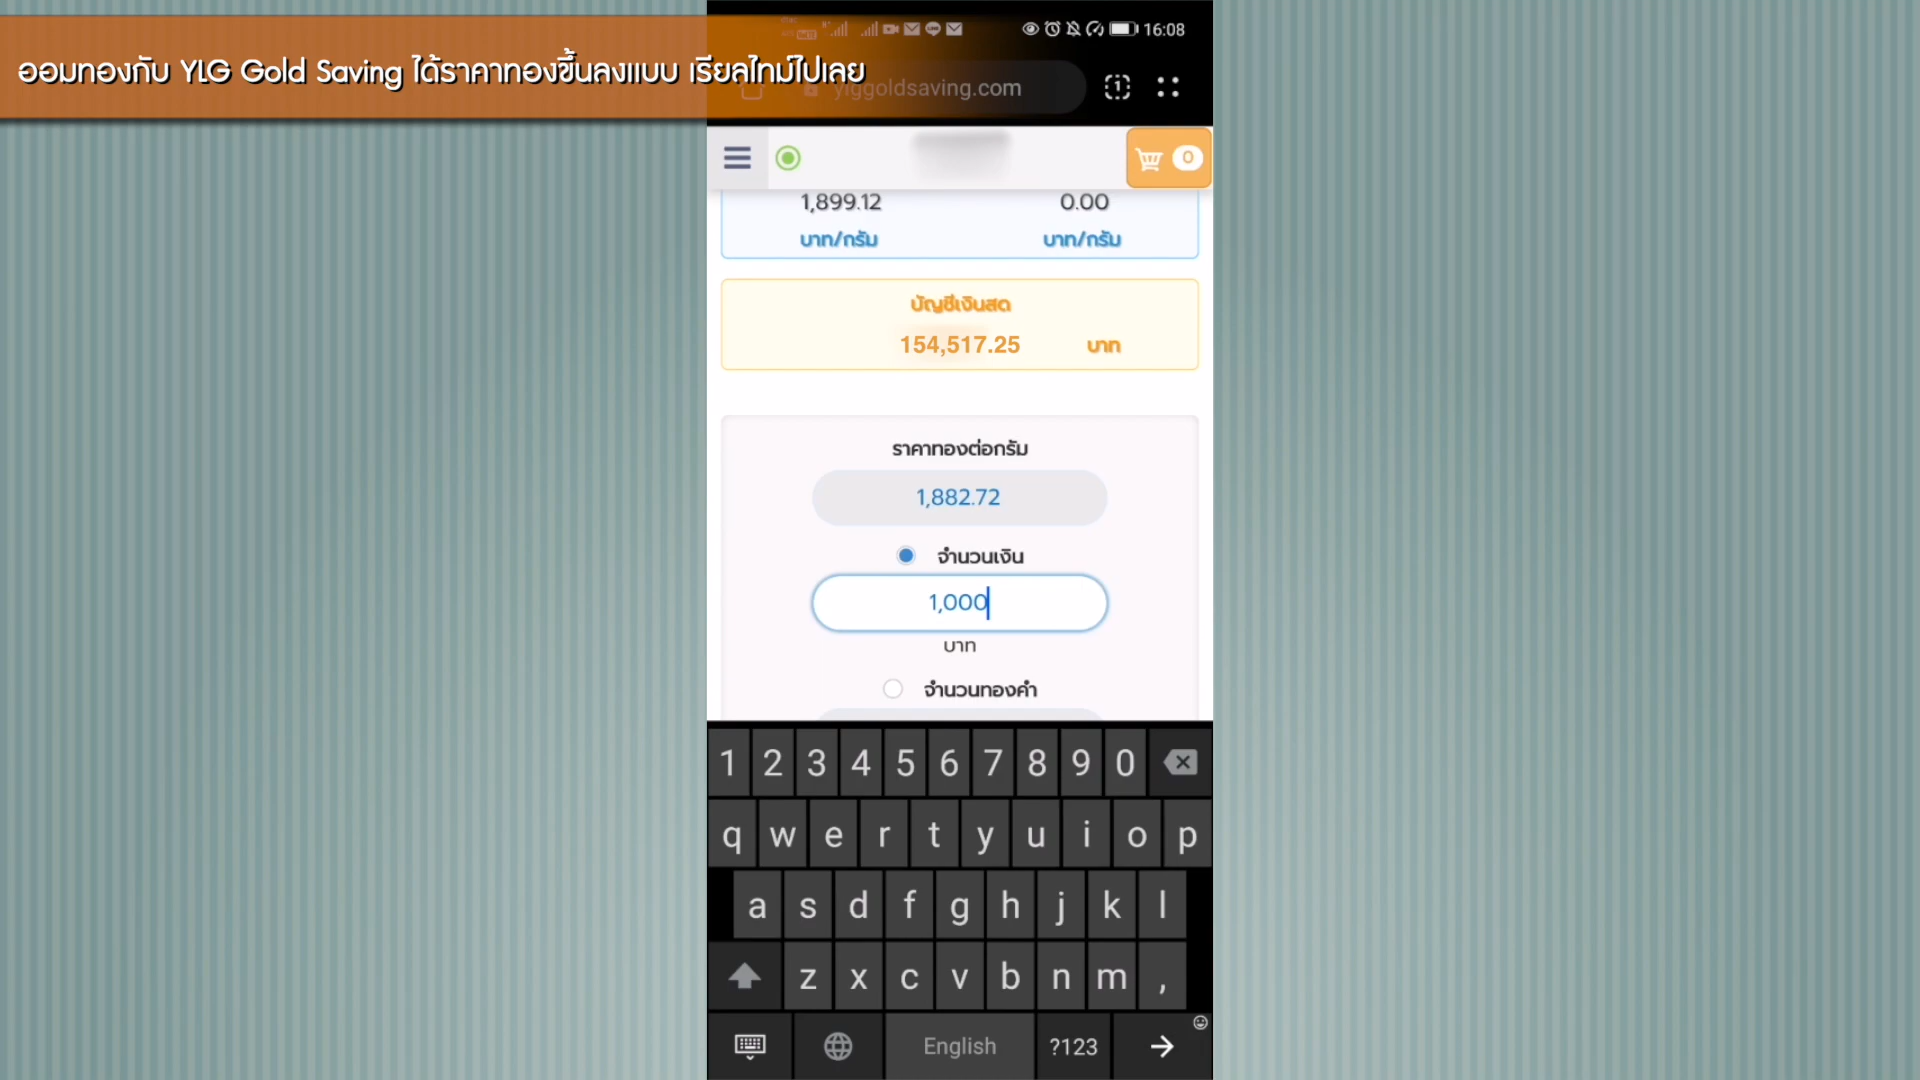 ออมทองกับ YLG Gold Saving ได้ราคาทองขึ้นลงแบบ เรียลไทม์ไปเลย
16:08
ylggoldsaving.com
1
0
1,899.12
0.00
บาท/กรัม
บาท/กรัม
บัญชีเงินสด
154,517.25 บาท
ราคาทองต่อกรัม
1,882.72
จำนวนเงิน
1,000
บาท
จำนวนทองคำ
1 2 3 4 5 6 7 8 9 0
q w e r t y u i o p
a s d f g h j k l
z x c v b n m ,
English ?123